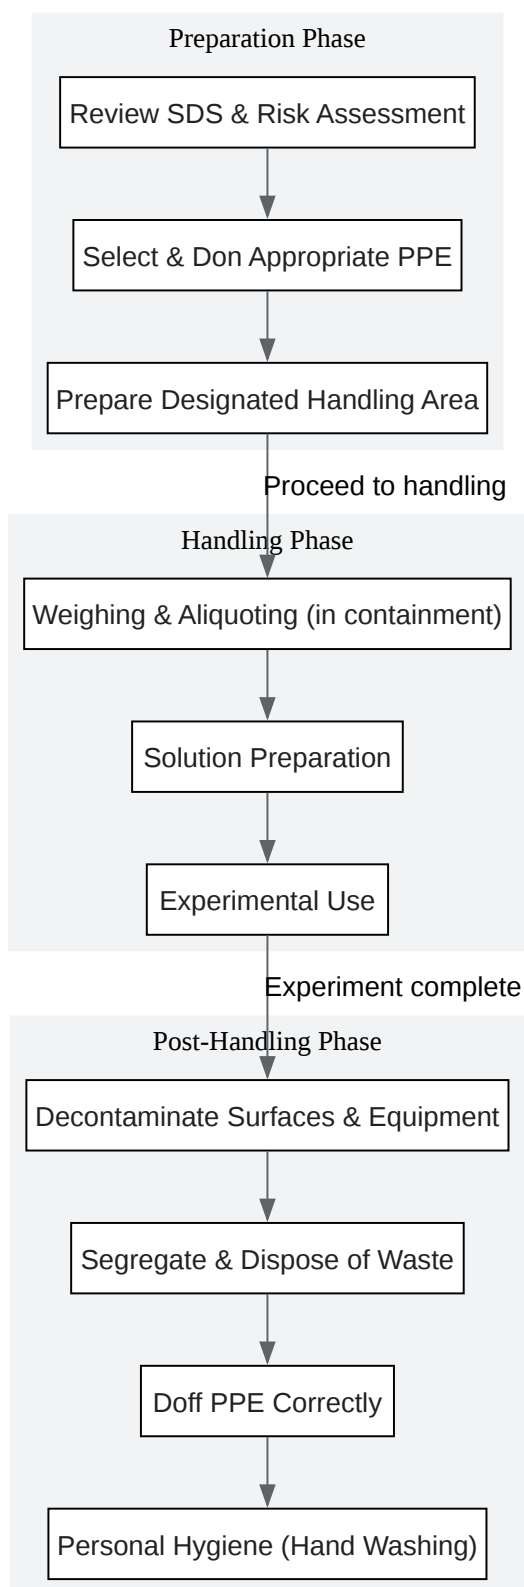 Preparation Phase
Review SDS & Risk Assessment
Select & Don Appropriate PPE
Prepare Designated Handling Area
Proceed to handling
Handling Phase
Weighing & Aliquoting (in containment)
Solution Preparation
Experimental Use
Experiment complete
Post-Handling Phase
Decontaminate Surfaces & Equipment
Segregate & Dispose of Waste
Doff PPE Correctly
Personal Hygiene (Hand Washing)